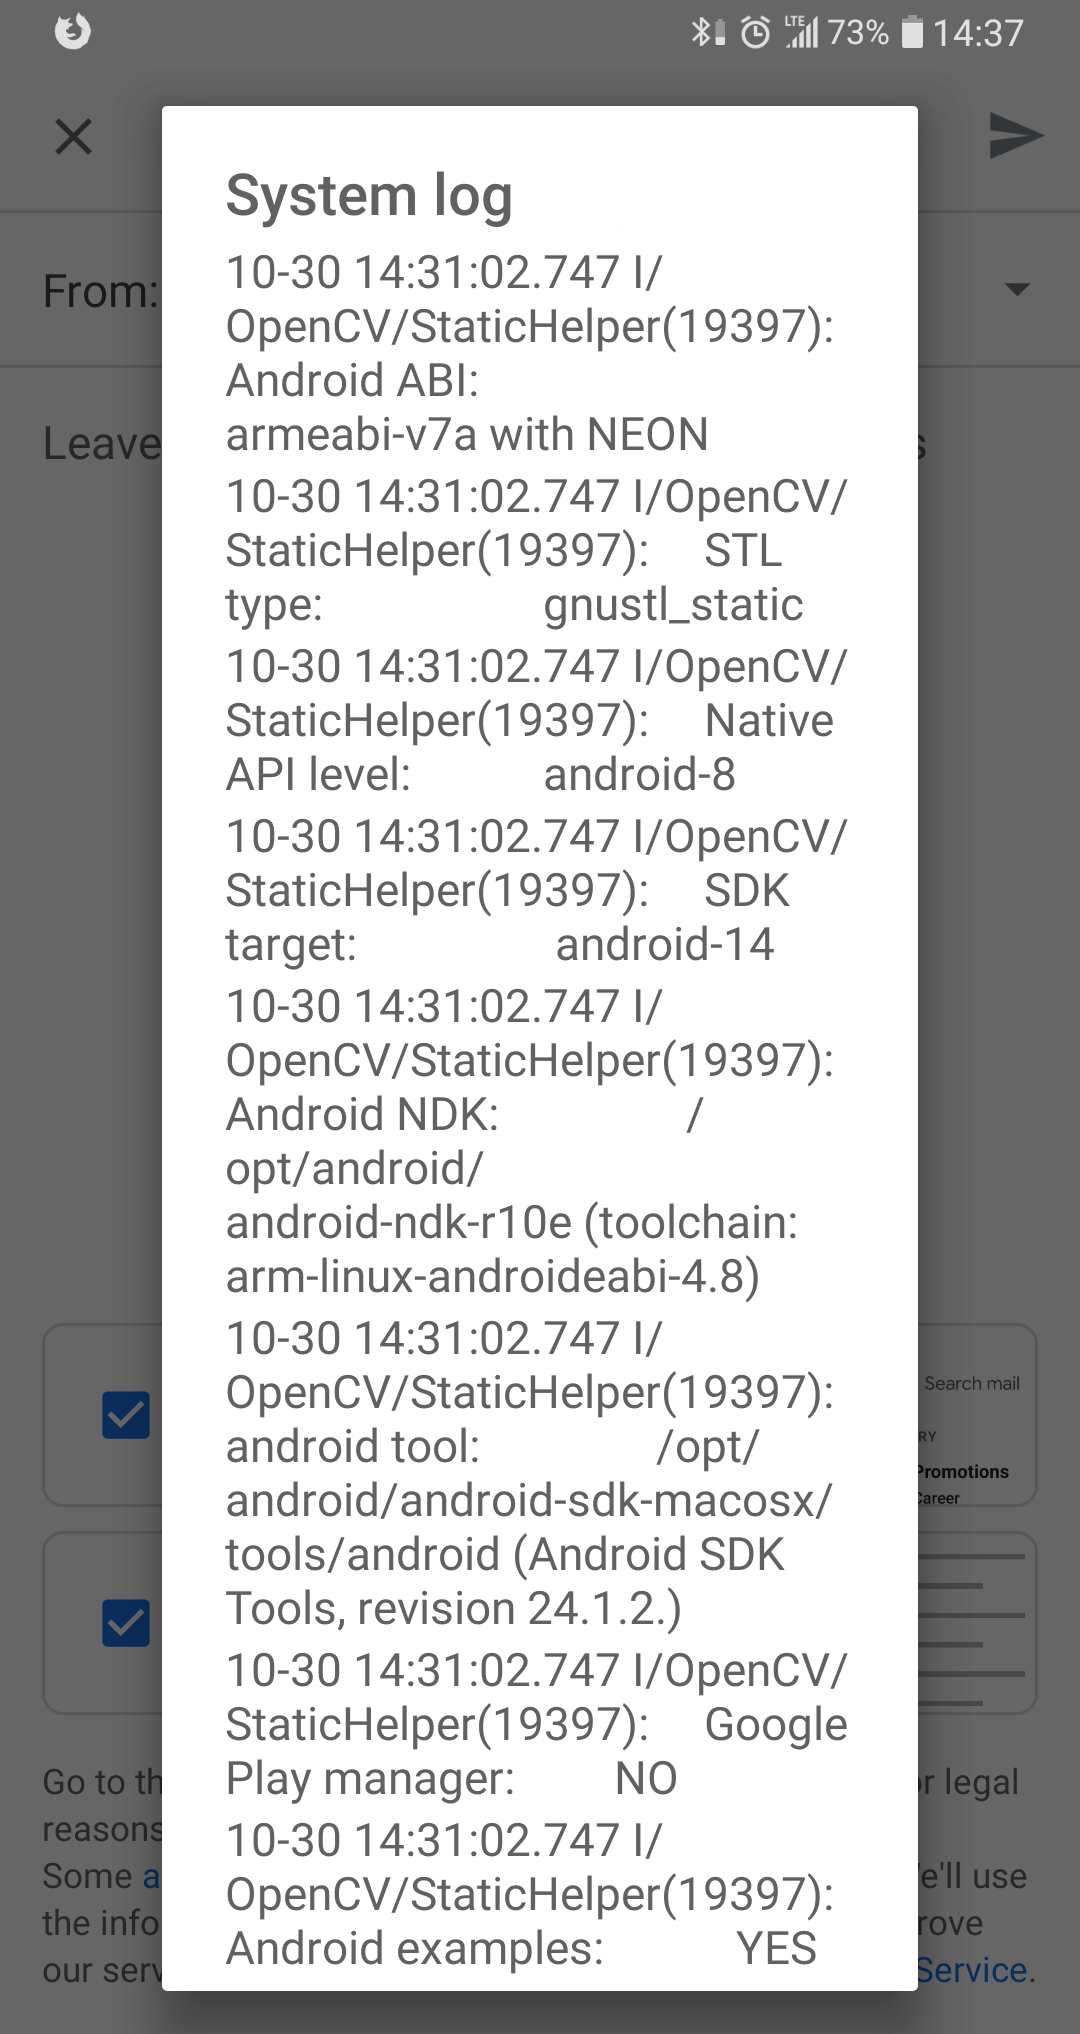 LTE 73% 14:37
System log
From:
10-30 14:31:02.747 I/
OpenCV/StaticHelper(19397):
Android ABI:
armeabi-v7a with NEON
Leave
10-30 14:31:02.747 I/OpenCV/
StaticHelper(19397): STL
type: gnustl_static
10-30 14:31:02.747 I/OpenCV/
StaticHelper(19397): Native
API level: android-8
10-30 14:31:02.747 I/OpenCV/
StaticHelper(19397): SDK
target: android-14
10-30 14:31:02.747 I/
OpenCV/StaticHelper(19397):
Android NDK: /
opt/android/
android-ndk-r10e (toolchain:
arm-linux-androideabi-4.8)
10-30 14:31:02.747 I/
OpenCV/StaticHelper(19397):
android tool: /opt/
android/android-sdk-macosx/
tools/android (Android SDK
Tools, revision 24.1.2.)
10-30 14:31:02.747 I/OpenCV/
StaticHelper(19397): Google
Play manager: NO
10-30 14:31:02.747 I/
OpenCV/StaticHelper(19397):
Android examples: YES
Search mail
RY
Promotions
Career
Go to th
r legal
reasons
Some a
e'll use
the info
rove
our serv
Service.